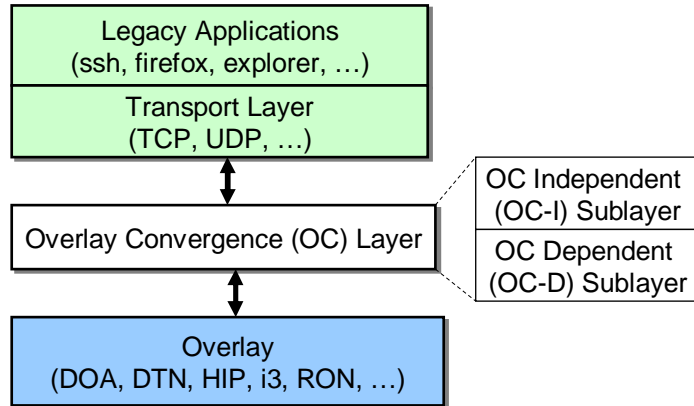 Legacy Applications
(ssh, firefox, explorer, …)
Transport Layer
(TCP, UDP, …)
Overlay Convergence (OC) Layer
OC Independent
(OC-I) Sublayer
OC Dependent
(OC-D) Sublayer
Overlay
(DOA, DTN, HIP, i3, RON, …)